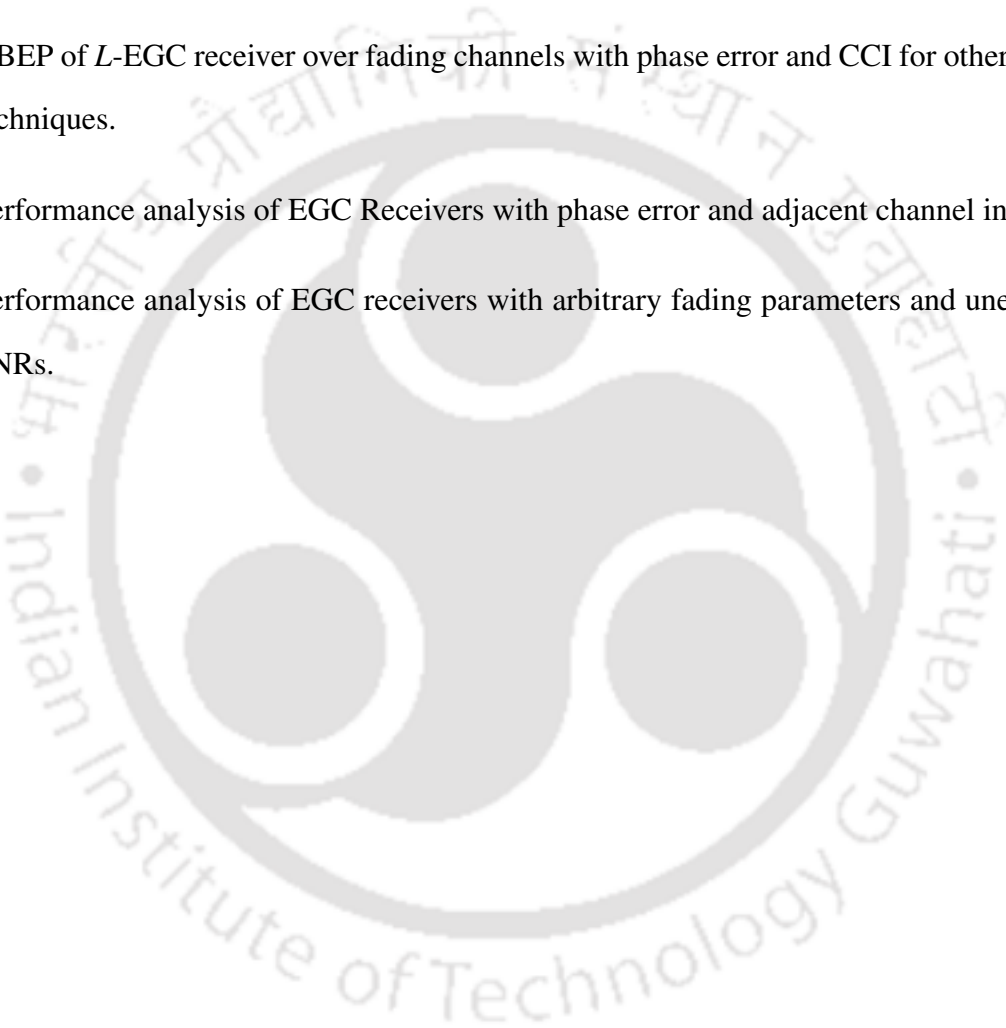 BEP of L-EGC receiver over fading channels with phase error and CCI for other
chniques.
erformance analysis of EGC Receivers with phase error and adjacent channel in
erformance analysis of EGC receivers with arbitrary fading parameters and une
NRs.
भारतीय प्रौद्योगिकी संस्थान गुवाहाटी
• Indian Institute of Technology Guwahati •